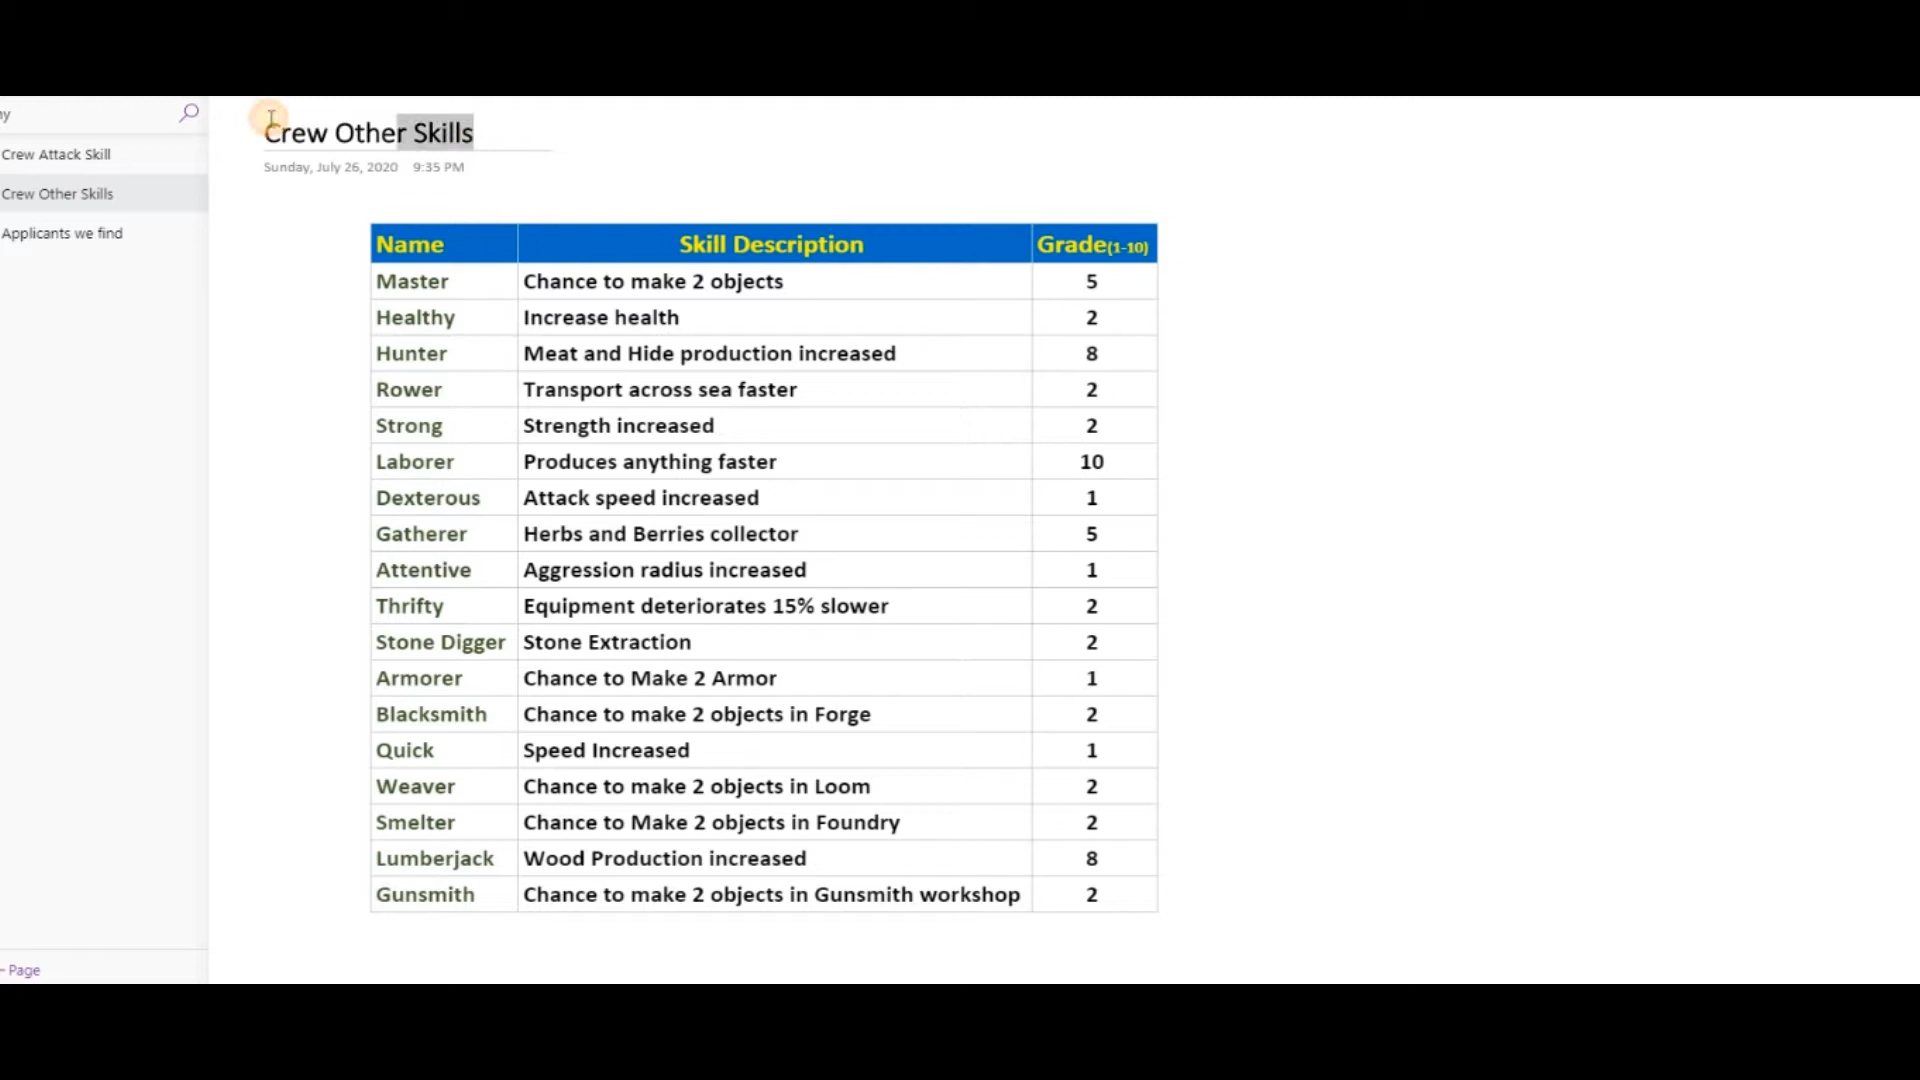 ny
Crew Attack Skill
Crew Other Skills
Applicants we find
Page
Crew Other Skills
Sunday, July 26, 2020 9:35 PM
Name Skill Description Grade(1-10)
Master Chance to make 2 objects 5
Healthy Increase health 2
Hunter Meat and Hide production increased 8
Rower Transport across sea faster 2
Strong Strength increased 2
Laborer Produces anything faster 10
Dexterous Attack speed increased 1
Gatherer Herbs and Berries collector 5
Attentive Aggression radius increased 1
Thrifty Equipment deteriorates 15% slower 2
Stone Digger Stone Extraction 2
Armorer Chance to Make 2 Armor 1
Blacksmith Chance to make 2 objects in Forge 2
Quick Speed Increased 1
Weaver Chance to make 2 objects in Loom 2
Smelter Chance to Make 2 objects in Foundry 2
Lumberjack Wood Production increased 8
Gunsmith Chance to make 2 objects in Gunsmith workshop 2